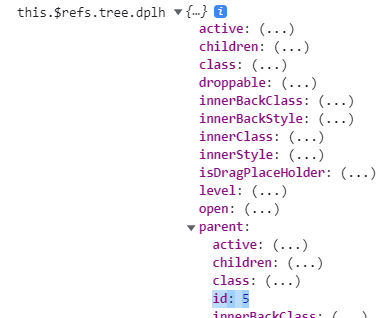 this.$refs.tree.dplh ▼{…} i
active: (...)
children: (...)
class: (...)
droppable: (...)
innerBackClass: (...)
innerBackStyle: (...)
innerClass: (...)
innerStyle: (...)
isDragPlaceHolder: (...)
level: (...)
open: (...)
▼parent:
active: (...)
children: (...)
class: (...)
id: 5
innerBackClass: (...)